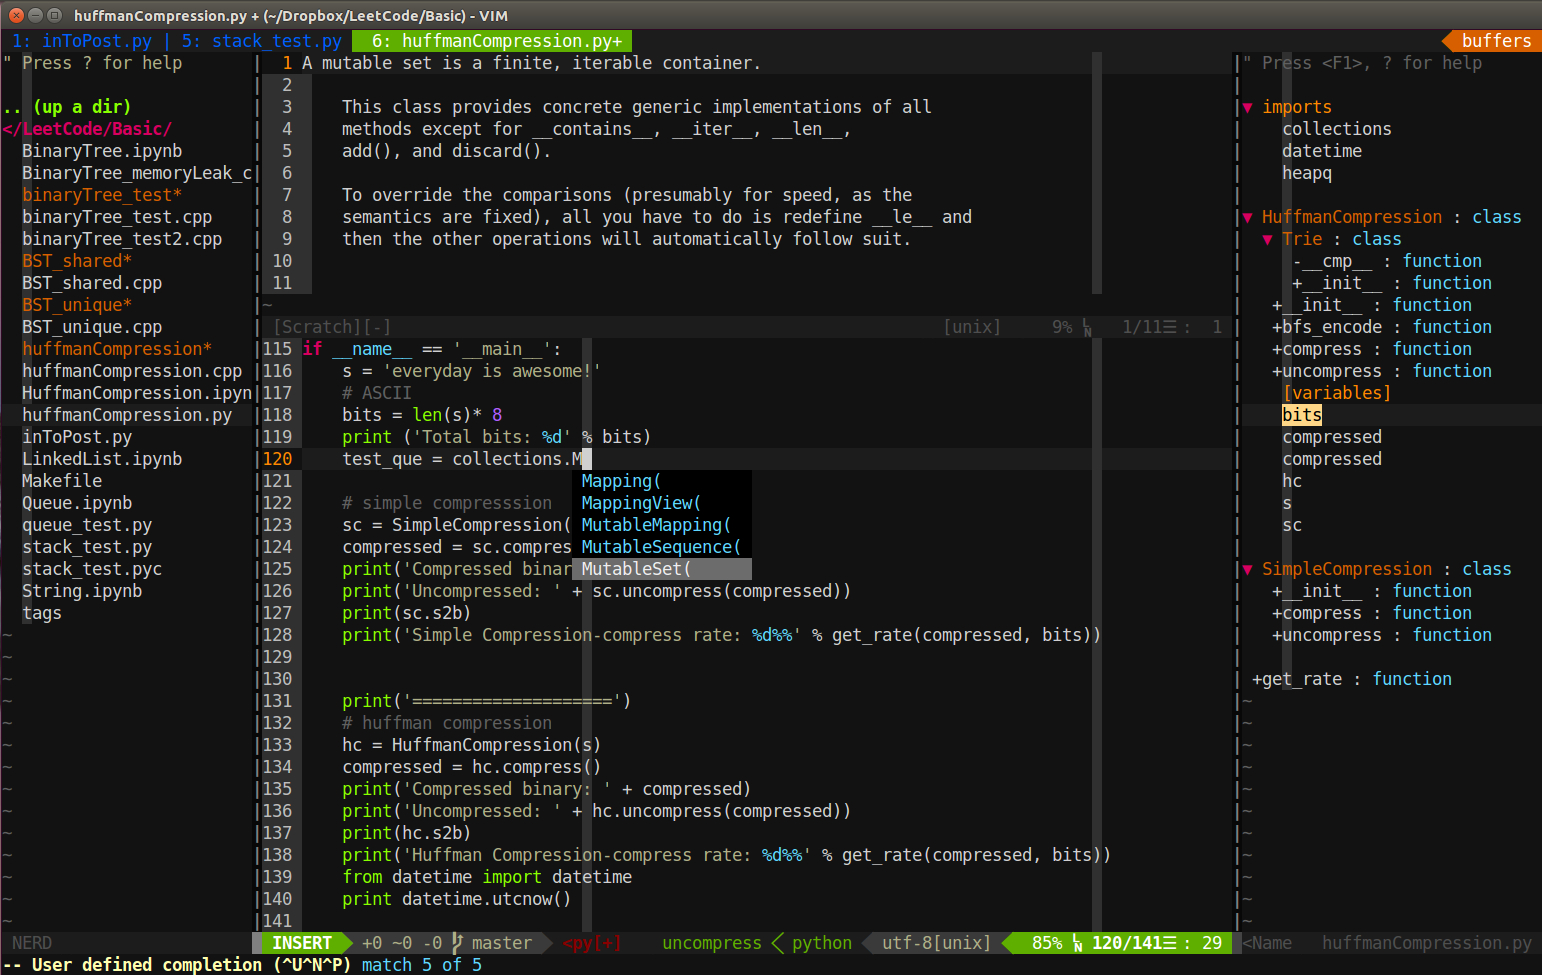 huffmanCompression.py + (~/Dropbox/LeetCode/Basic) - VIM
1: inToPost.py | 5: stack_test.py 6: huffmanCompression.py+ buffers
" Press ? for help
.. (up a dir)
</LeetCode/Basic/
BinaryTree.ipynb
BinaryTree_memoryLeak_c
binaryTree_test*
binaryTree_test.cpp
binaryTree_test2.cpp
BST_shared*
BST_shared.cpp
BST_unique*
BST_unique.cpp
huffmanCompression*
huffmanCompression.cpp
HuffmanCompression.ipyn
huffmanCompression.py
inToPost.py
LinkedList.ipynb
Makefile
Queue.ipynb
queue_test.py
stack_test.py
stack_test.pyc
String.ipynb
tags
NERD
1 A mutable set is a finite, iterable container.
2
3 This class provides concrete generic implementations of all
4 methods except for __contains__, __iter__, __len__,
5 add(), and discard().
6
7 To override the comparisons (presumably for speed, as the
8 semantics are fixed), all you have to do is redefine __le__ and
9 then the other operations will automatically follow suit.
10
11
~
[Scratch][-] [unix] 9% LN 1/11☰ : 1
115 if __name__ == '__main__':
116 s = 'everyday is awesome!'
117 # ASCII
118 bits = len(s)* 8
119 print ('Total bits: %d' % bits)
120 test_que = collections.M
121 Mapping(
122 # simple compresssion MappingView(
123 sc = SimpleCompression( MutableMapping(
124 compressed = sc.compres MutableSequence(
125 print('Compressed binar MutableSet(
126 print('Uncompressed: ' + sc.uncompress(compressed))
127 print(sc.s2b)
128 print('Simple Compression-compress rate: %d%%' % get_rate(compressed, bits))
129
130
131 print('====================')
132 # huffman compression
133 hc = HuffmanCompression(s)
134 compressed = hc.compress()
135 print('Compressed binary: ' + compressed)
136 print('Uncompressed: ' + hc.uncompress(compressed))
137 print(hc.s2b)
138 print('Huffman Compression-compress rate: %d%%' % get_rate(compressed, bits))
139 from datetime import datetime
140 print datetime.utcnow()
141
INSERT +0 ~0 -0 master <py[+] uncompress < python utf-8[unix] 85% LN 120/141☰ : 29
" Press <F1>, ? for help
▼ imports
collections
datetime
heapq
▼ HuffmanCompression : class
▼ Trie : class
-__cmp__ : function
+__init__ : function
+__init__ : function
+bfs_encode : function
+compress : function
+uncompress : function
[variables]
bits
compressed
compressed
hc
s
sc
▼ SimpleCompression : class
+__init__ : function
+compress : function
+uncompress : function
+get_rate : function
<Name huffmanCompression.py
-- User defined completion (^U^N^P) match 5 of 5